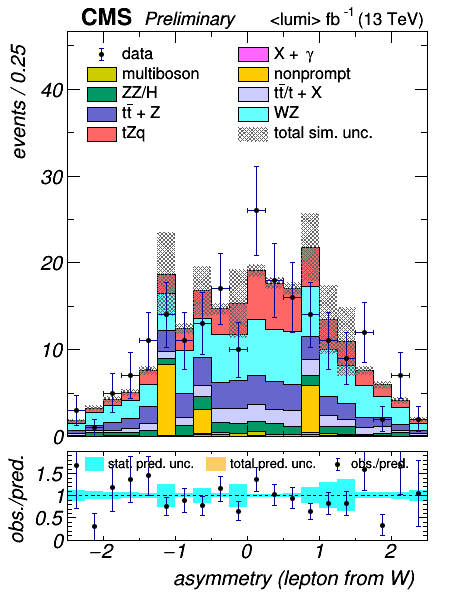 CMS Preliminary <lumi> fb⁻¹ (13 TeV)
events / 0.25
40
30
20
10
0
data
multiboson
ZZ/H
tt̄ + Z
tZq
X + γ
nonprompt
tt̄/t + X
WZ
total sim. unc.
obs./pred.
1.5
1
0.5
0
stat. pred. unc. total pred. unc. obs./pred.
−2 −1 0 1 2
asymmetry (lepton from W)